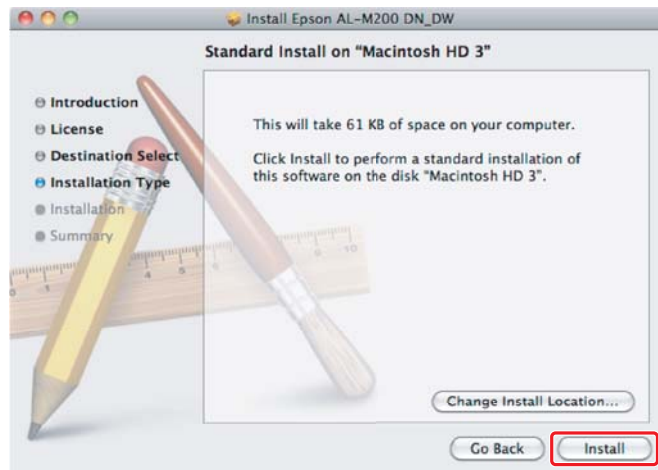 Install Epson AL-M200 DN_DW
Standard Install on "Macintosh HD 3"
Introduction
License
Destination Select
Installation Type
Installation
Summary
This will take 61 KB of space on your computer.
Click Install to perform a standard installation of
this software on the disk "Macintosh HD 3".
Change Install Location...
Go Back
Install